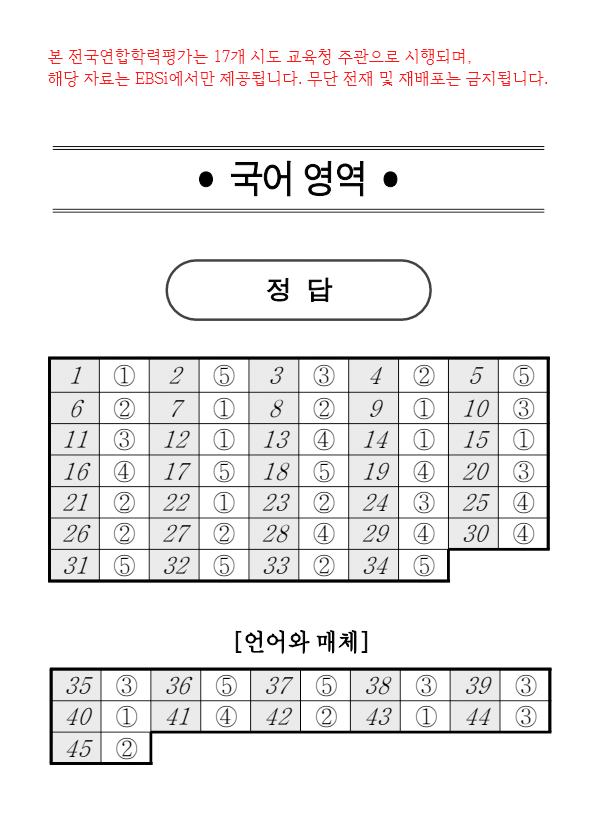 본 전국연합학력평가는 17개 시도 교육청 주관으로 시행되며,
해당 자료는 EBSi에서만 제공됩니다. 무단 전재 및 재배포는 금지됩니다.
● 국어 영역 ●
정 답
1 ① 2 ⑤ 3 ③ 4 ② 5 ⑤
6 ② 7 ① 8 ② 9 ① 10 ③
11 ③ 12 ① 13 ④ 14 ① 15 ①
16 ④ 17 ⑤ 18 ⑤ 19 ④ 20 ③
21 ② 22 ① 23 ② 24 ③ 25 ④
26 ② 27 ② 28 ④ 29 ④ 30 ④
31 ⑤ 32 ⑤ 33 ② 34 ⑤
[언어와 매체]
35 ③ 36 ⑤ 37 ⑤ 38 ③ 39 ③
40 ① 41 ④ 42 ② 43 ① 44 ③
45 ②